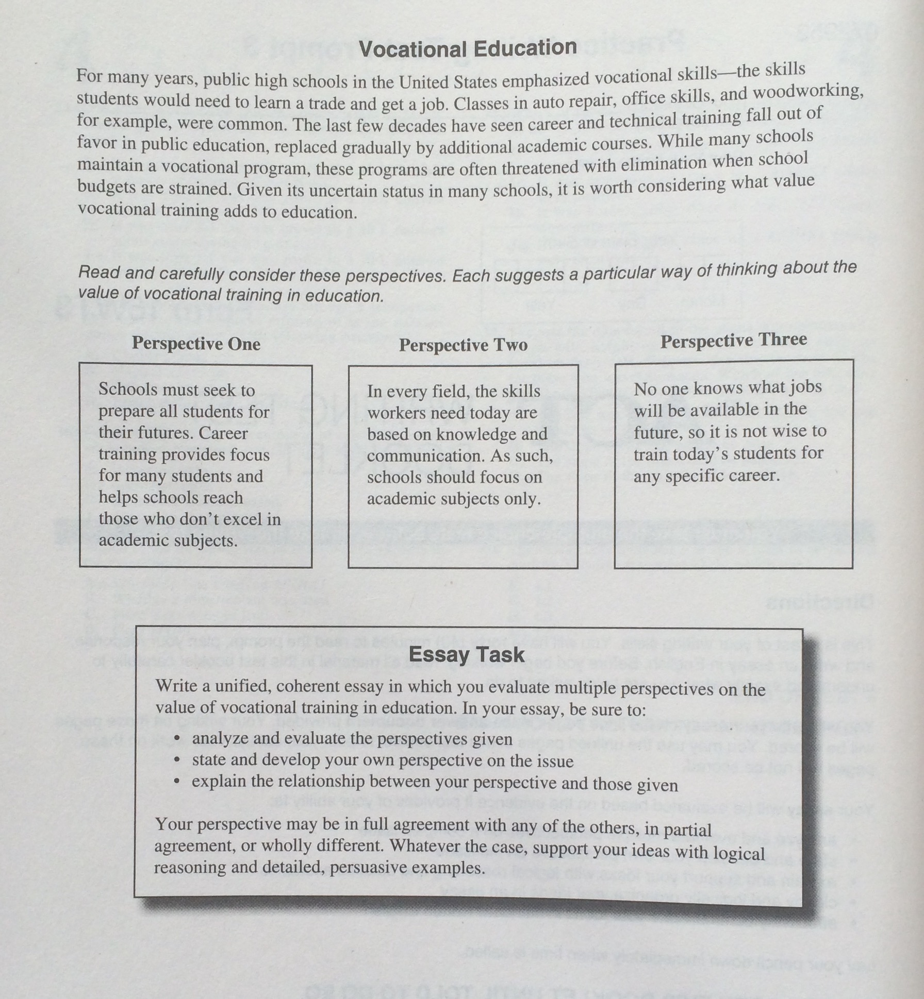 Vocational Education
For many years, public high schools in the United States emphasized vocational skills—the skills
students would need to learn a trade and get a job. Classes in auto repair, office skills, and woodworking,
for example, were common. The last few decades have seen career and technical training fall out of
favor in public education, replaced gradually by additional academic courses. While many schools
maintain a vocational program, these programs are often threatened with elimination when school
budgets are strained. Given its uncertain status in many schools, it is worth considering what value
vocational training adds to education.
Read and carefully consider these perspectives. Each suggests a particular way of thinking about the
value of vocational training in education.
Perspective One
Schools must seek to
prepare all students for
their futures. Career
training provides focus
for many students and
helps schools reach
those who don't excel in
academic subjects.
Perspective Two
In every field, the skills
workers need today are
based on knowledge and
communication. As such,
schools should focus on
academic subjects only.
Perspective Three
No one knows what jobs
will be available in the
future, so it is not wise to
train today's students for
any specific career.
Essay Task
Write a unified, coherent essay in which you evaluate multiple perspectives on the
value of vocational training in education. In your essay, be sure to:
• analyze and evaluate the perspectives given
• state and develop your own perspective on the issue
• explain the relationship between your perspective and those given
Your perspective may be in full agreement with any of the others, in partial
agreement, or wholly different. Whatever the case, support your ideas with logical
reasoning and detailed, persuasive examples.